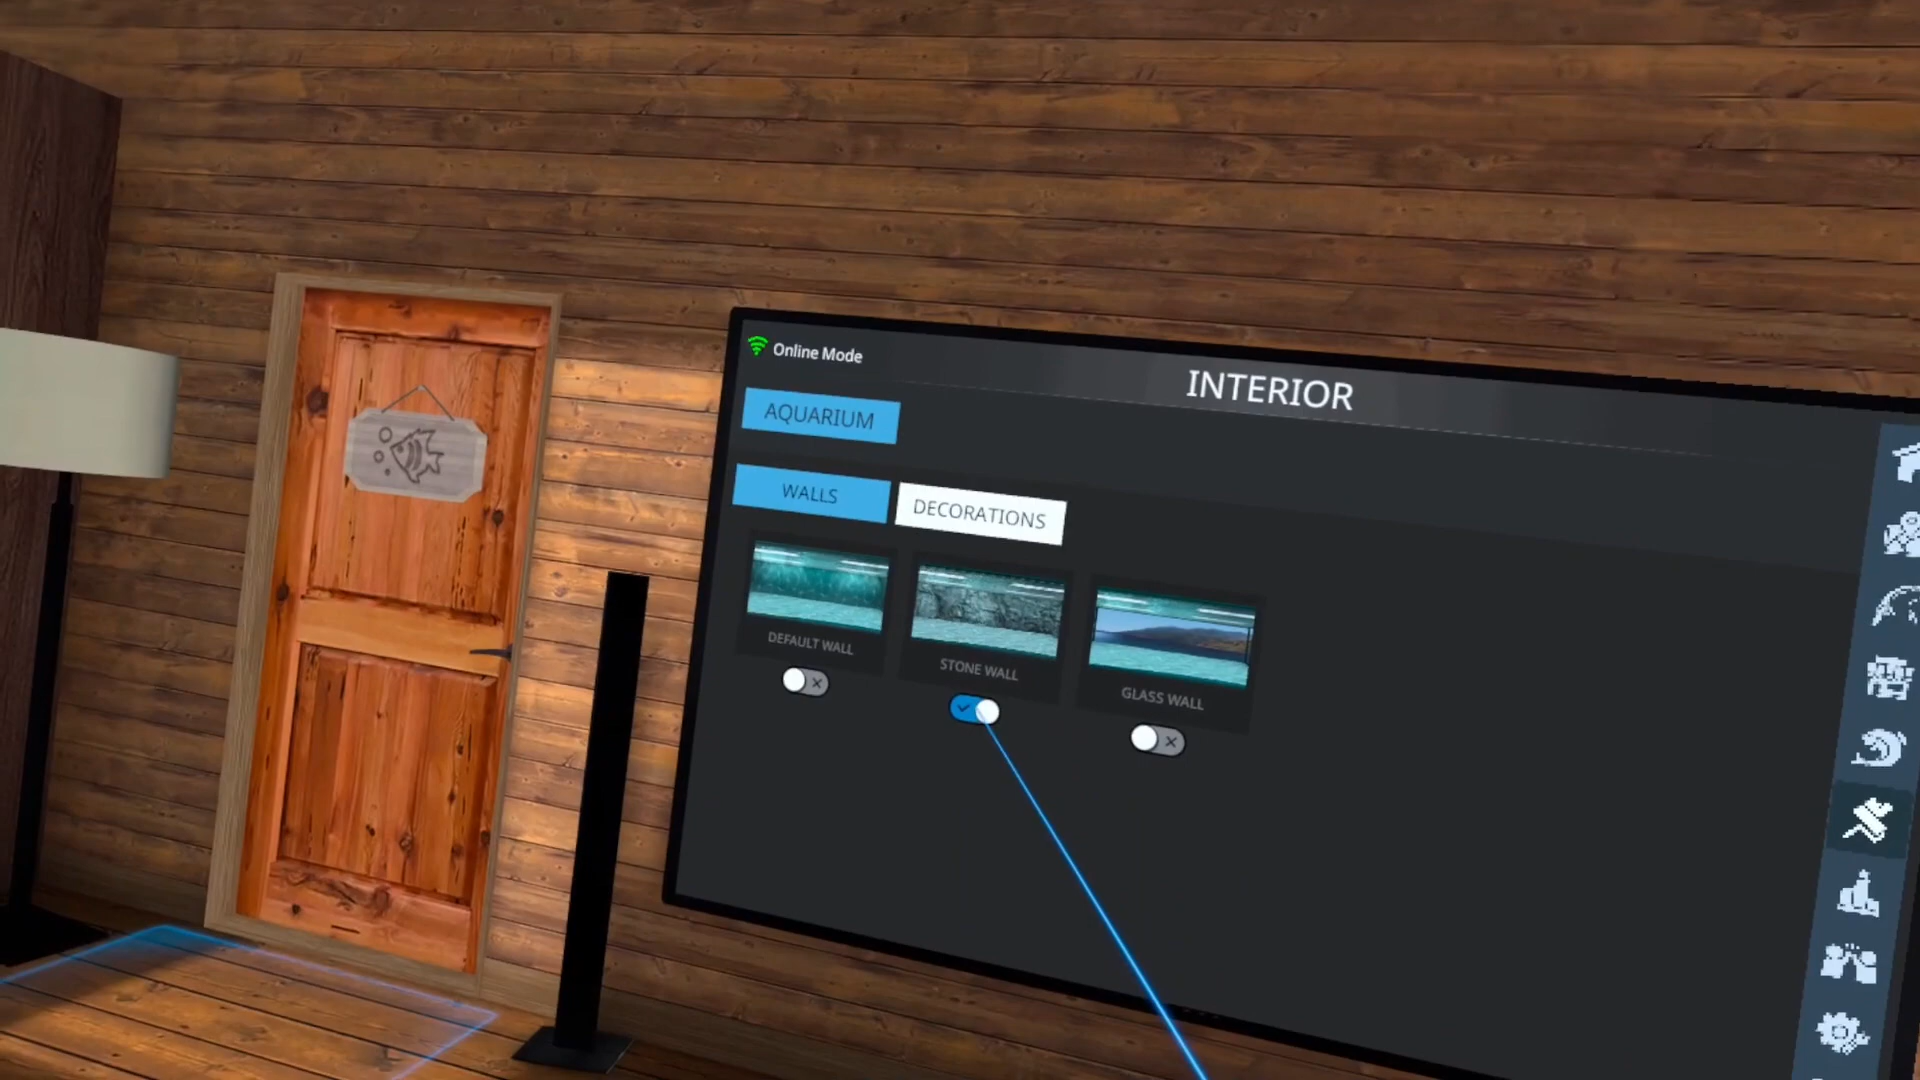 Online Mode
INTERIOR
AQUARIUM
WALLS
DECORATIONS
DEFAULT WALL
STONE WALL
GLASS WALL